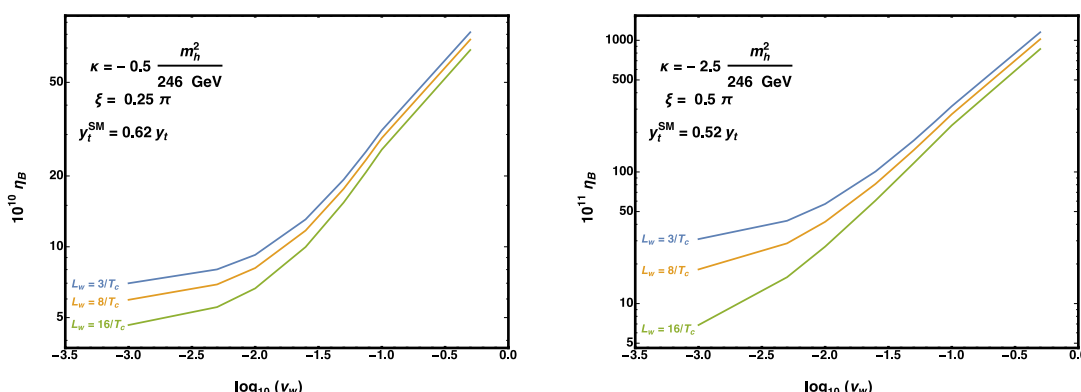 κ = − 0.5 m_h^2 / 246 GeV
ξ = 0.25 π
y_t^SM = 0.62 y_t
10^10 η_B
50
20
10
5
L_w = 3/T_c
L_w = 8/T_c
L_w = 16/T_c
-3.5 -3.0 -2.5 -2.0 -1.5 -1.0 -0.5 0.0
log_10 (v_w)
κ = − 2.5 m_h^2 / 246 GeV
ξ = 0.5 π
y_t^SM = 0.52 y_t
10^11 η_B
1000
500
100
50
10
5
L_w = 3/T_c
L_w = 8/T_c
L_w = 16/T_c
-3.5 -3.0 -2.5 -2.0 -1.5 -1.0 -0.5 0.0
log_10 (v_w)